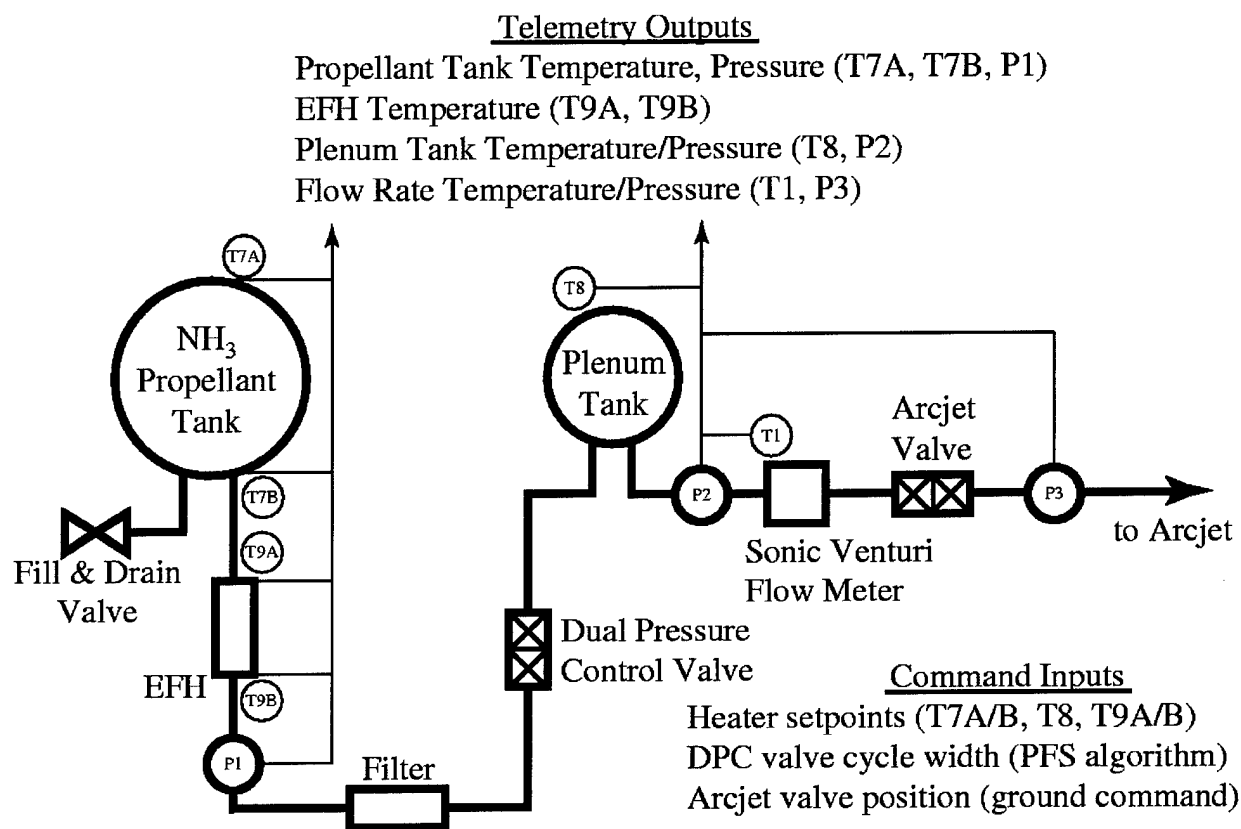 Telemetry Outputs
Propellant Tank Temperature, Pressure (T7A, T7B, P1)
EFH Temperature (T9A, T9B)
Plenum Tank Temperature/Pressure (T8, P2)
Flow Rate Temperature/Pressure (T1, P3)
T7A
T8
NH₃
Propellant
Tank
Plenum
Tank
T1
Arcjet
Valve
T7B
P2
P3
to Arcjet
T9A
Fill & Drain
Valve
Sonic Venturi
Flow Meter
EFH
T9B
Dual Pressure
Control Valve
P1
Filter
Command Inputs
Heater setpoints (T7A/B, T8, T9A/B)
DPC valve cycle width (PFS algorithm)
Arcjet valve position (ground command)